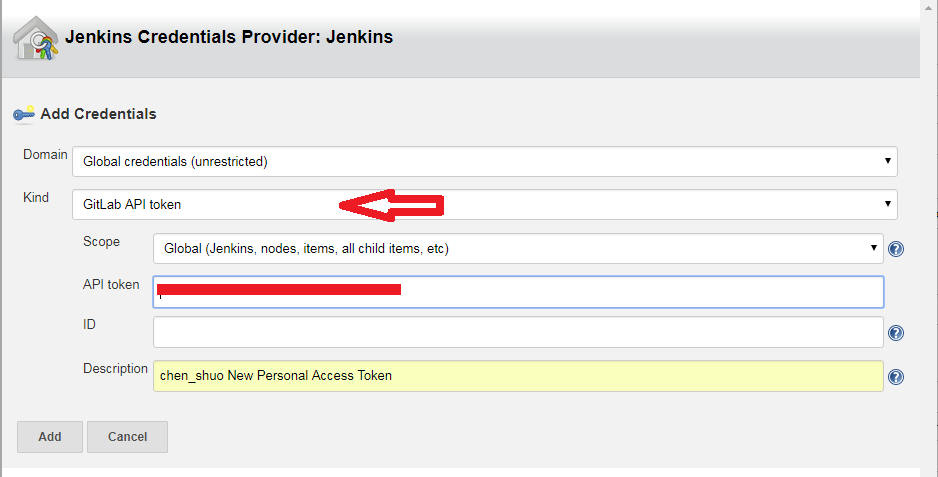 Jenkins Credentials Provider: Jenkins
Add Credentials
Domain Global credentials (unrestricted)
Kind GitLab API token
Scope Global (Jenkins, nodes, items, all child items, etc)
API token
ID
Description chen_shuo New Personal Access Token
Add Cancel